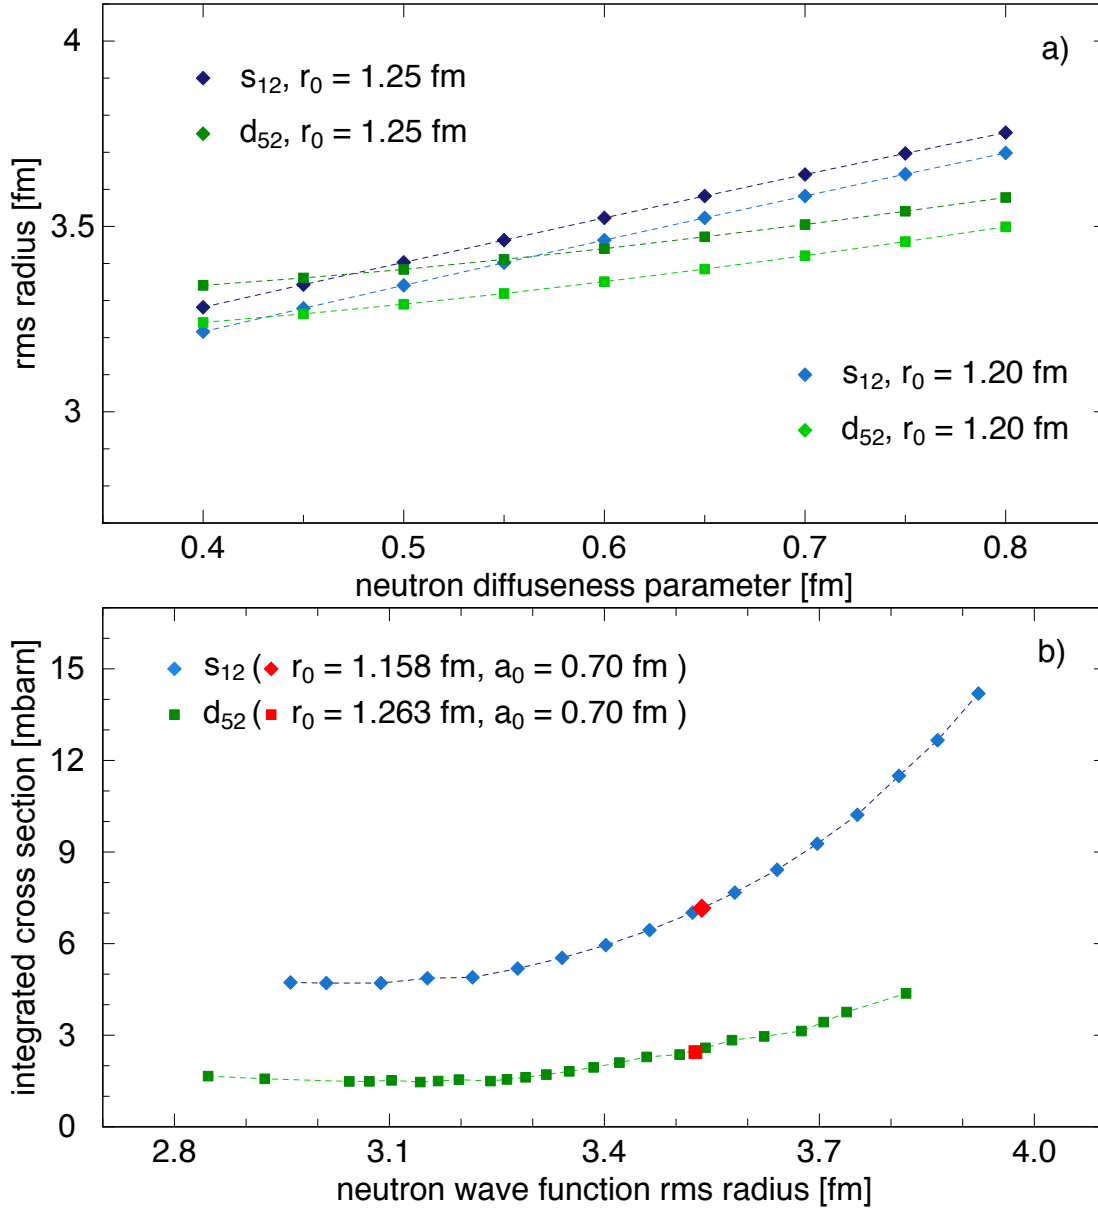 a)
4
s12, r0 = 1.25 fm
d52, r0 = 1.25 fm
rms radius [fm]
3.5
s12, r0 = 1.20 fm
3
d52, r0 = 1.20 fm
0.4 0.5 0.6 0.7 0.8
neutron diffuseness parameter [fm]
b)
15
s12 ( r0 = 1.158 fm, a0 = 0.70 fm )
d52 ( r0 = 1.263 fm, a0 = 0.70 fm )
integrated cross section [mbarn]
12
9
6
3
0
2.8 3.1 3.4 3.7 4.0
neutron wave function rms radius [fm]